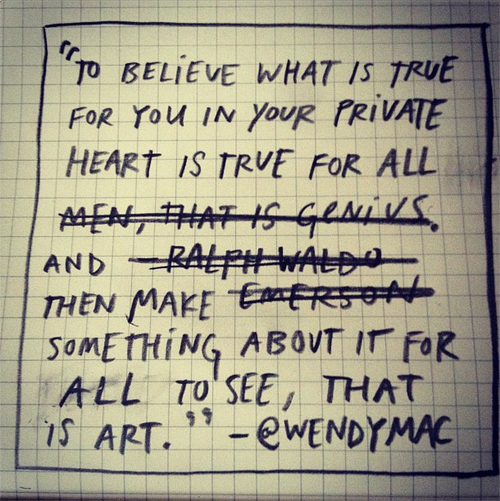 "TO BELIEVE WHAT IS TRUE
FOR YOU IN YOUR PRIVATE
HEART IS TRUE FOR ALL
MEN, THAT IS GENIUS.
AND RALPH WALDO
THEN MAKE EMERSON
SOMETHING ABOUT IT FOR
ALL TO SEE, THAT
IS ART." -@WENDYMAC